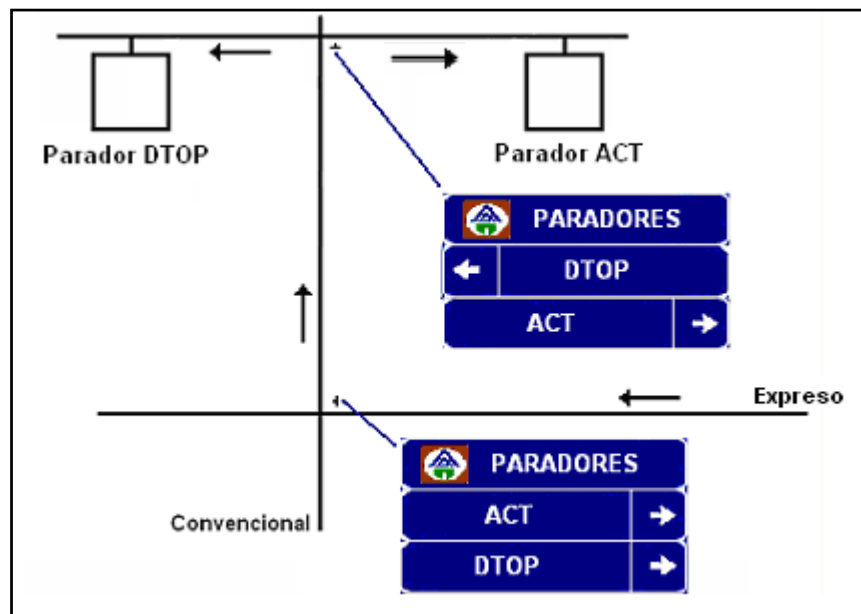 Parador DTOP
Parador ACT
PARADORES
DTOP
ACT
Expreso
PARADORES
ACT
DTOP
Convencional